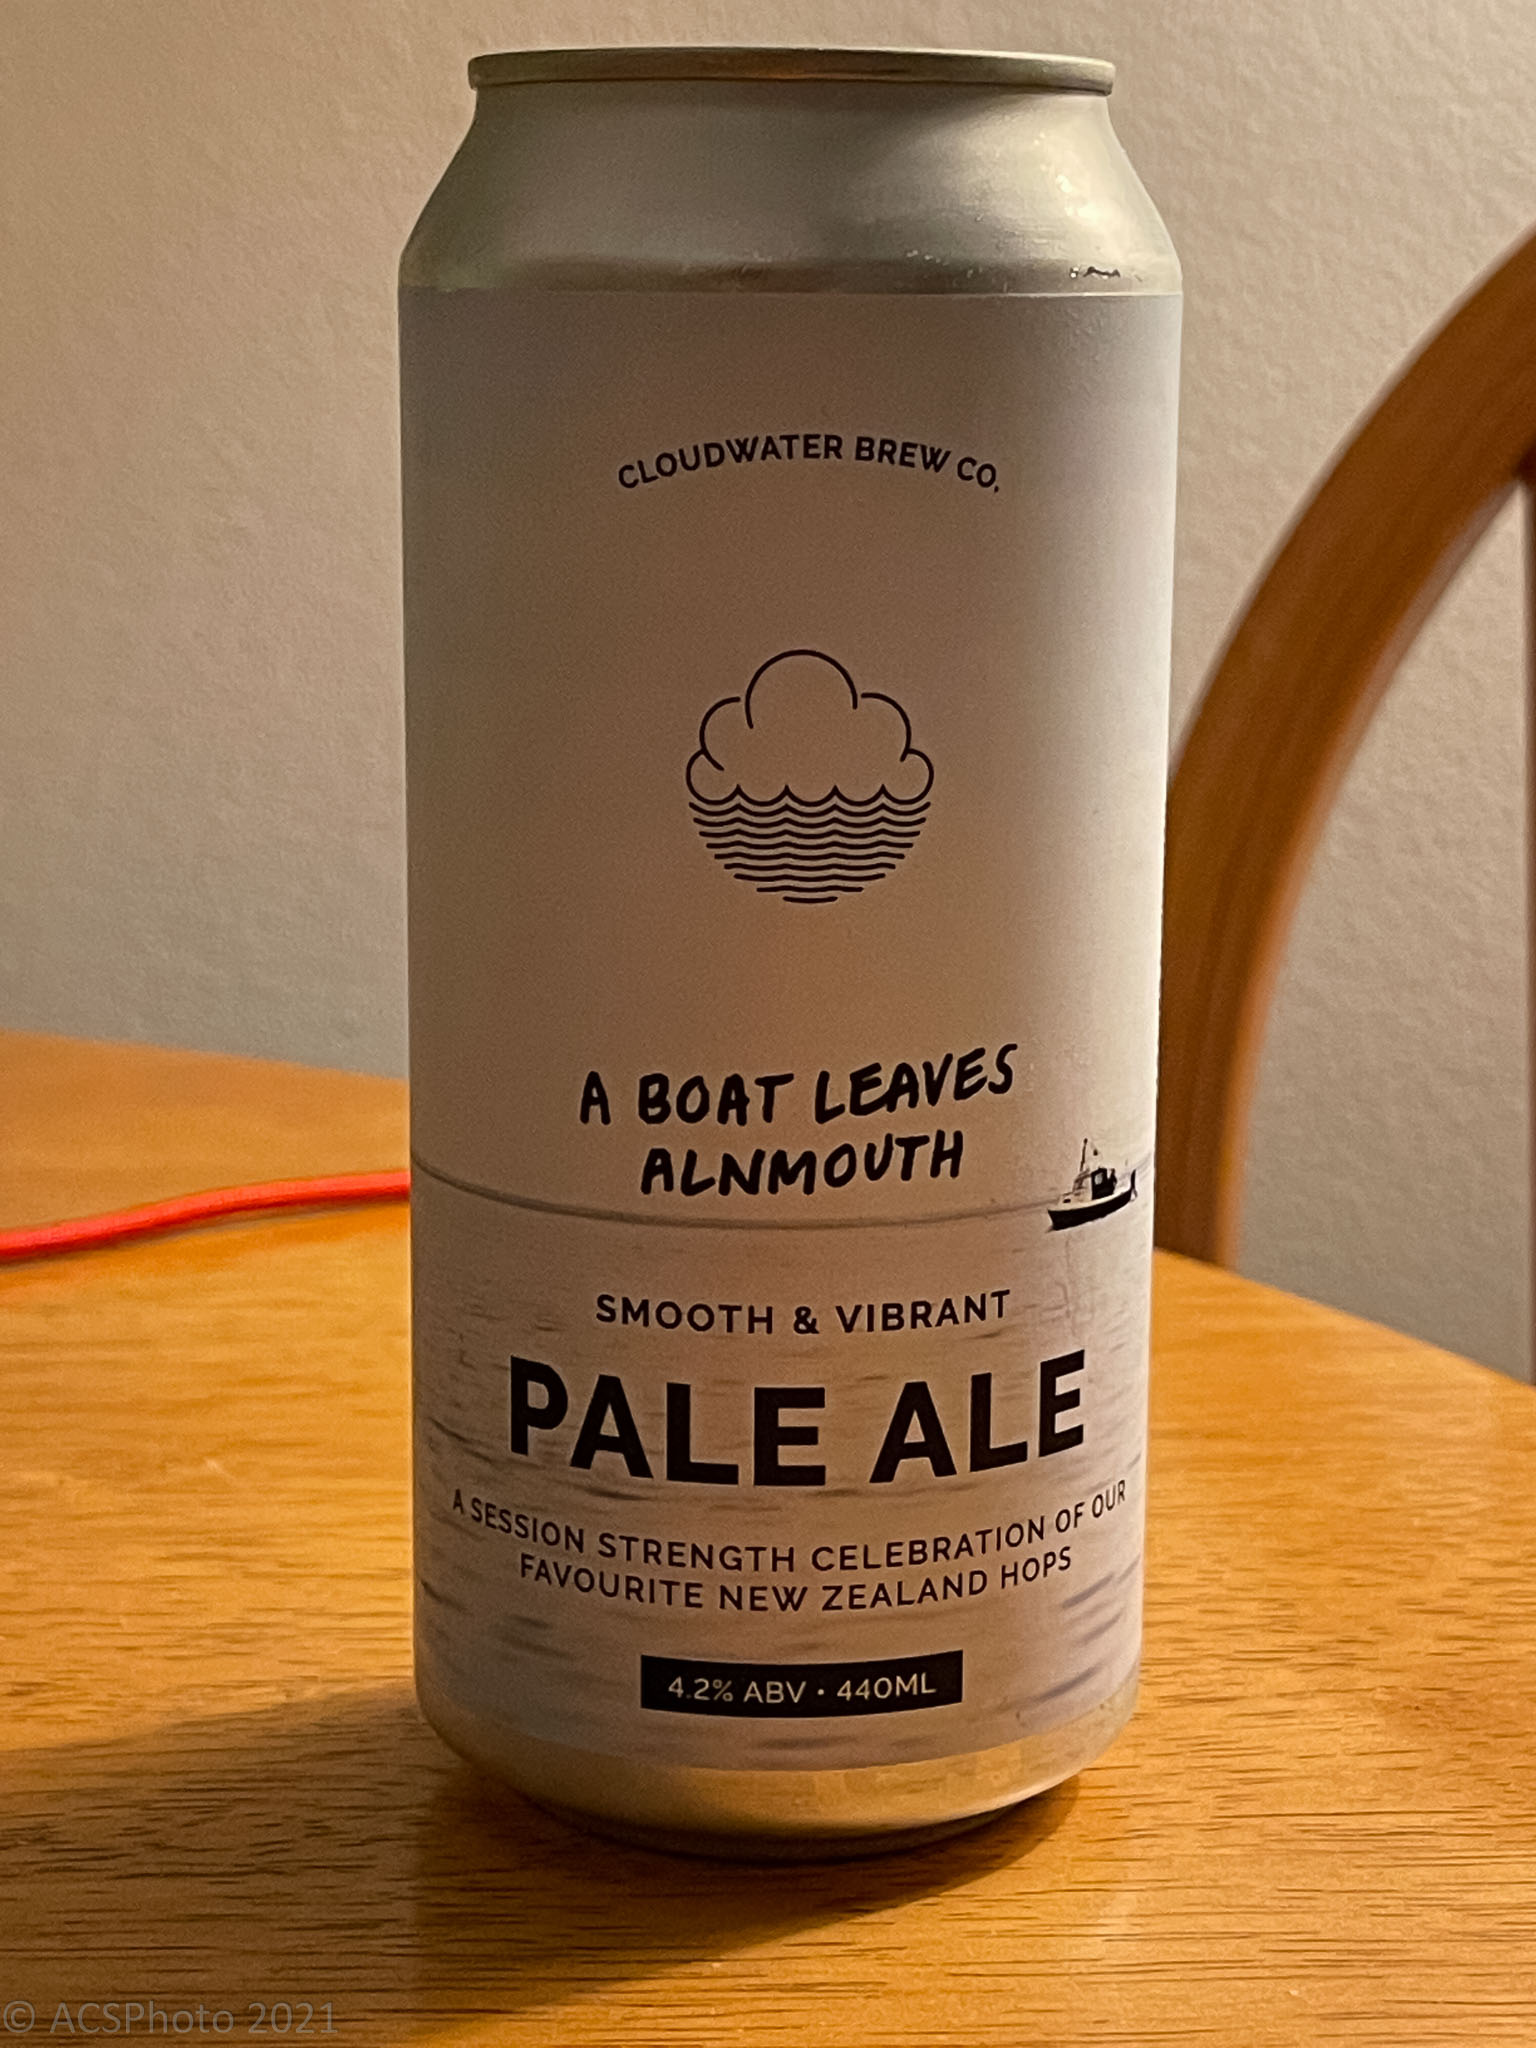 CLOUDWATER BREW CO.
A BOAT LEAVES
ALNMOUTH
SMOOTH & VIBRANT
PALE ALE
A SESSION STRENGTH CELEBRATION OF OUR
FAVOURITE NEW ZEALAND HOPS
4.2% ABV · 440ML
© ACSPhoto 2021